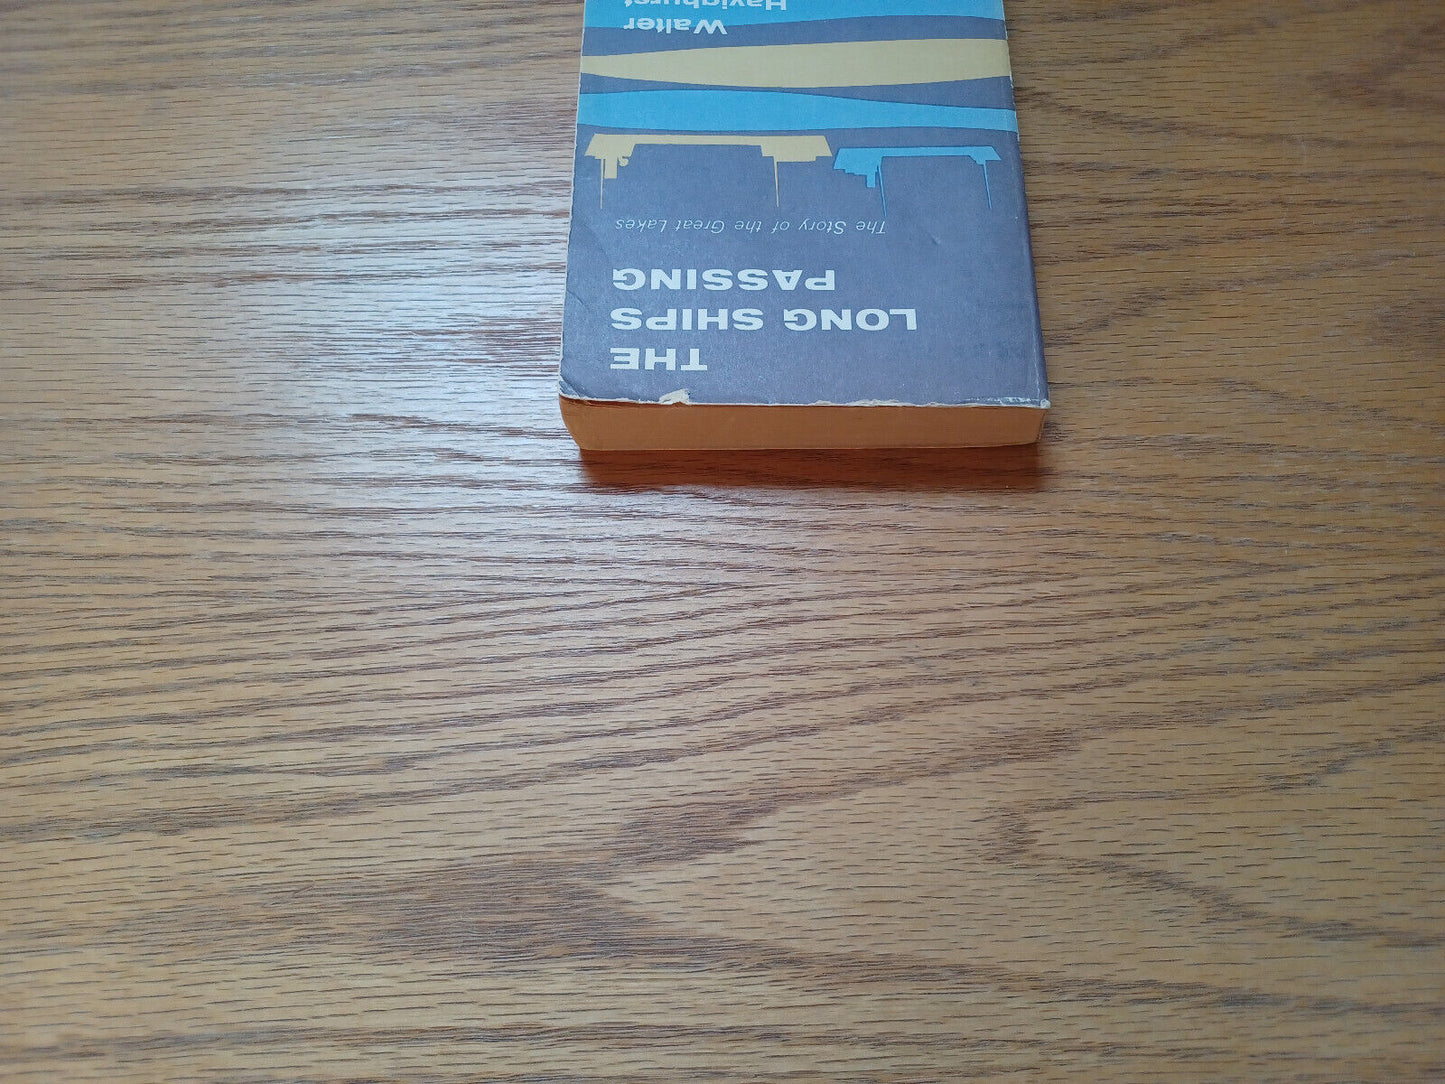 THE
LONG SHIPS
PASSING
The Story of the Great Lakes
Walter
Havighurst